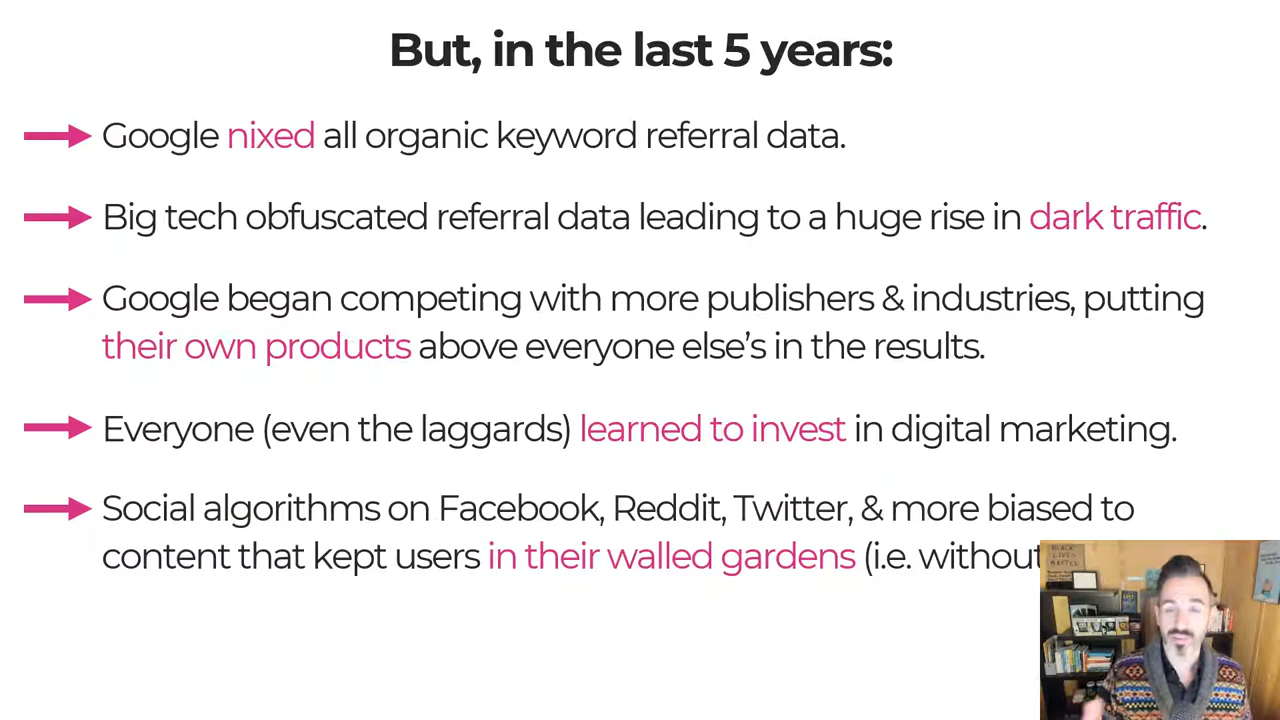 But, in the last 5 years:
Google nixed all organic keyword referral data.
Big tech obfuscated referral data leading to a huge rise in dark traffic.
Google began competing with more publishers & industries, putting
their own products above everyone else’s in the results.
Everyone (even the laggards) learned to invest in digital marketing.
Social algorithms on Facebook, Reddit, Twitter, & more biased to
content that kept users in their walled gardens (i.e. without
BLACK
LIVES
MATTER